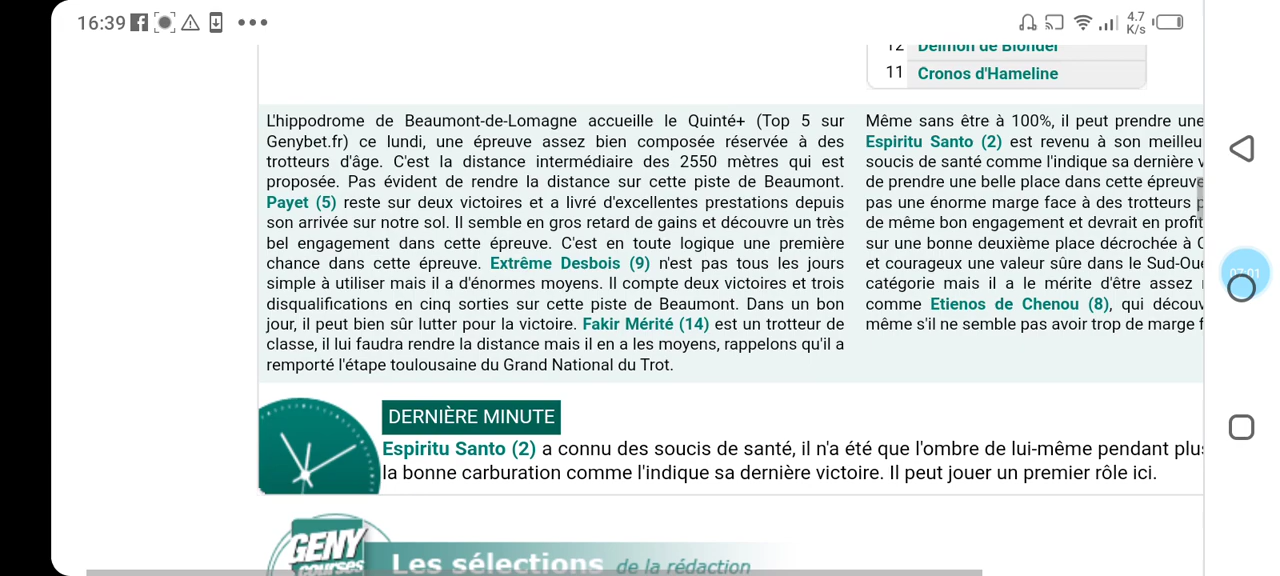 16:39
4.7
K/s
Delmon de Blondel
11 Cronos d'Hameline
L'hippodrome de Beaumont-de-Lomagne accueille le Quinté+ (Top 5 sur
Genybet.fr) ce lundi, une épreuve assez bien composée réservée à des
trotteurs d'âge. C'est la distance intermédiaire des 2550 mètres qui est
proposée. Pas évident de rendre la distance sur cette piste de Beaumont.
Payet (5) reste sur deux victoires et a livré d'excellentes prestations depuis
son arrivée sur notre sol. Il semble en gros retard de gains et découvre un très
bel engagement dans cette épreuve. C'est en toute logique une première
chance dans cette épreuve. Extrême Desbois (9) n'est pas tous les jours
simple à utiliser mais il a d'énormes moyens. Il compte deux victoires et trois
disqualifications en cinq sorties sur cette piste de Beaumont. Dans un bon
jour, il peut bien sûr lutter pour la victoire. Fakir Mérité (14) est un trotteur de
classe, il lui faudra rendre la distance mais il en a les moyens, rappelons qu'il a
remporté l'étape toulousaine du Grand National du Trot.
Même sans être à 100%, il peut prendre une
Espiritu Santo (2) est revenu à son meilleu
soucis de santé comme l'indique sa dernière v
de prendre une belle place dans cette épreuve
pas une énorme marge face à des trotteurs p
de même bon engagement et devrait en profit
sur une bonne deuxième place décrochée à C
et courageux une valeur sûre dans le Sud-Oue
catégorie mais il a le mérite d'être assez
comme Etienos de Chenou (8), qui découv
même s'il ne semble pas avoir trop de marge f
07:01
DERNIÈRE MINUTE
Espiritu Santo (2) a connu des soucis de santé, il n'a été que l'ombre de lui-même pendant plus
la bonne carburation comme l'indique sa dernière victoire. Il peut jouer un premier rôle ici.
GENY
courses
Les sélections de la rédaction